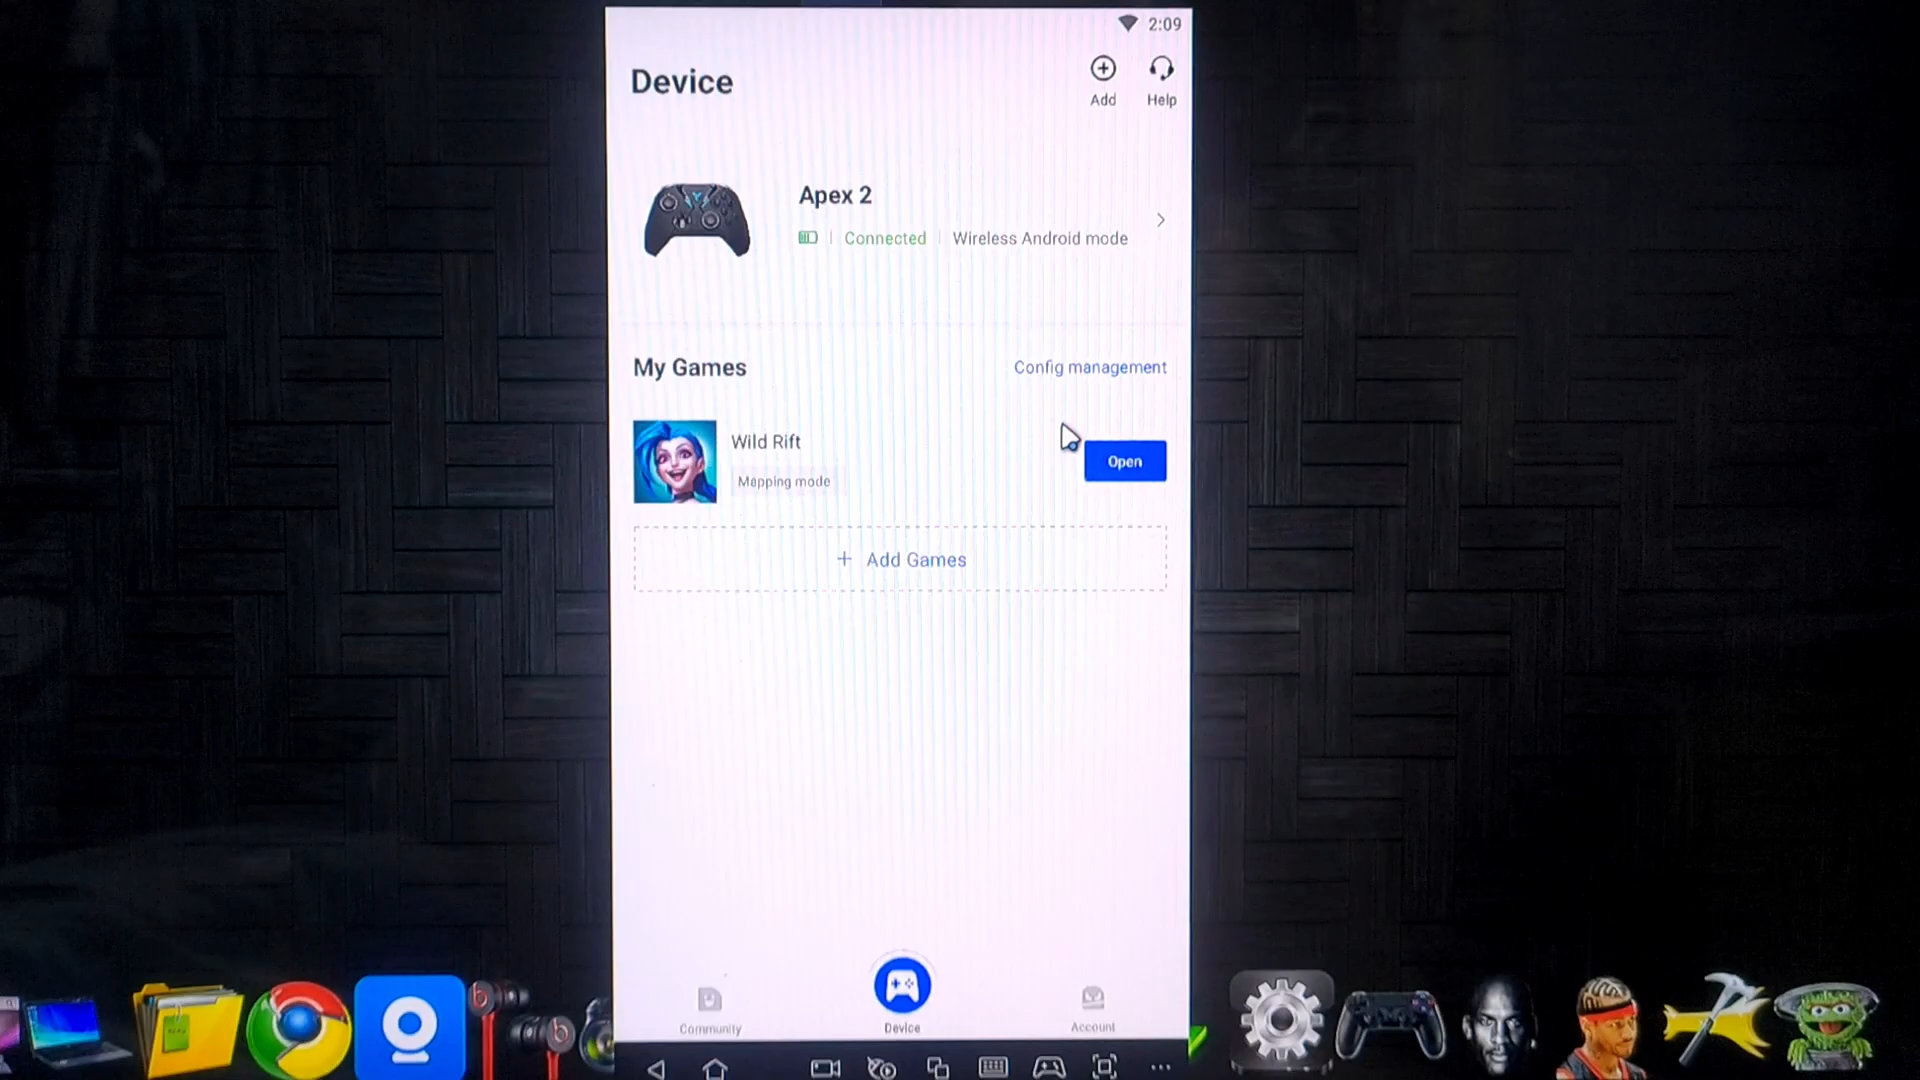 2:09
Device
Add
Help
Apex 2
Connected
Wireless Android mode
My Games
Config management
Wild Rift
Mapping mode
Open
+ Add Games
Community
Device
Account